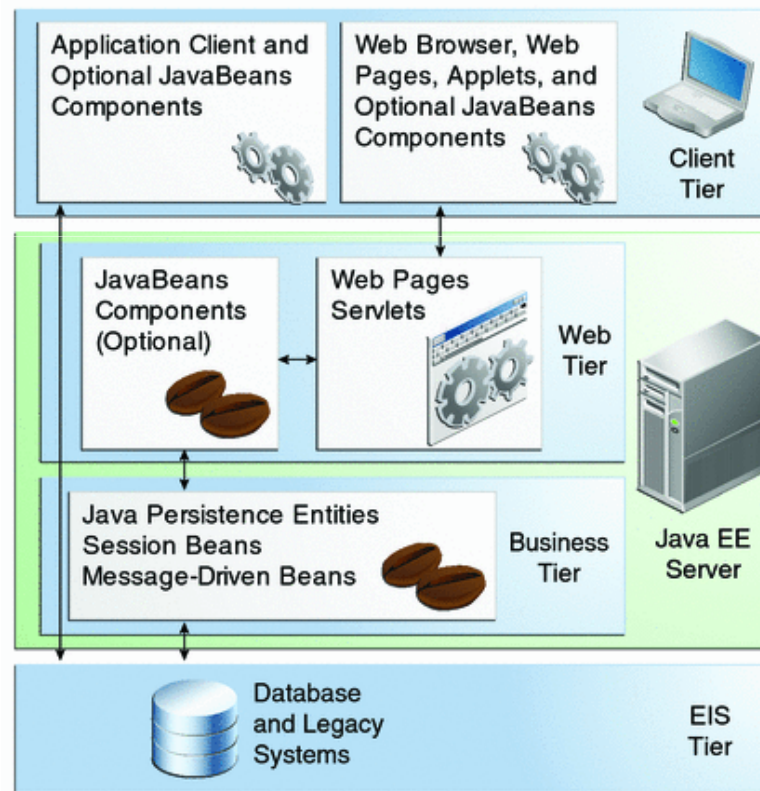 Application Client and
Optional JavaBeans
Components
Web Browser, Web
Pages, Applets, and
Optional JavaBeans
Components
Client
Tier
JavaBeans
Components
(Optional)
Web Pages
Servlets
Web
Tier
Java Persistence Entities
Session Beans
Message-Driven Beans
Business
Tier
Java EE
Server
Database
and Legacy
Systems
EIS
Tier